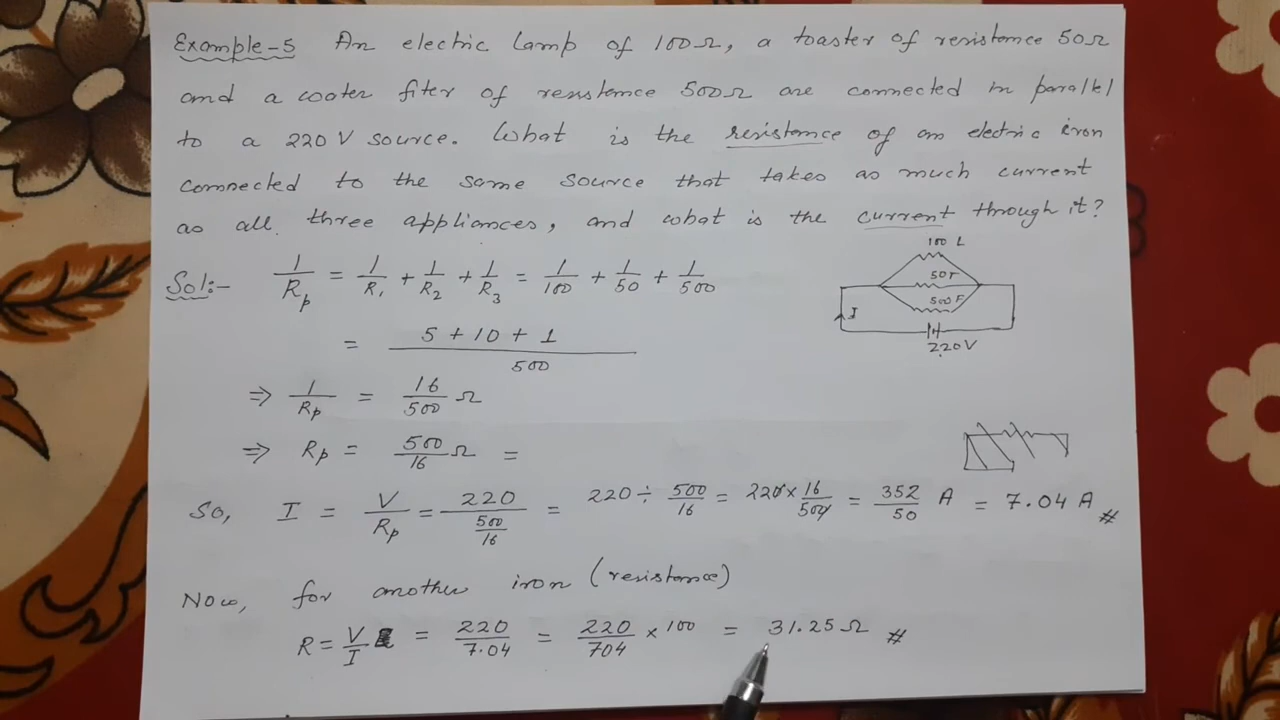 Example-5 An electric lamp of 100Ω, a toaster of resistance 50Ω
and a water fiter of resistance 500Ω are connected in parallel
to a 220 V source. What is the resistance of an electric iron
connected to the same source that takes as much current
as all three appliances, and what is the current through it?
Sol:- 1/Rp = 1/R1 + 1/R2 + 1/R3 = 1/100 + 1/50 + 1/500
= (5 + 10 + 1)/500
⇒ 1/Rp = 16/500 Ω
⇒ Rp = 500/16 Ω =
100 L
50 T
500 F
I
220V
So, I = V/Rp = 220/(500/16) = 220 ÷ 500/16 = 220 × 16/500 = 352/50 A = 7.04 A #
Now, for another iron (resistance)
R = V/I = 220/7.04 = 220/704 × 100 = 31.25 Ω #